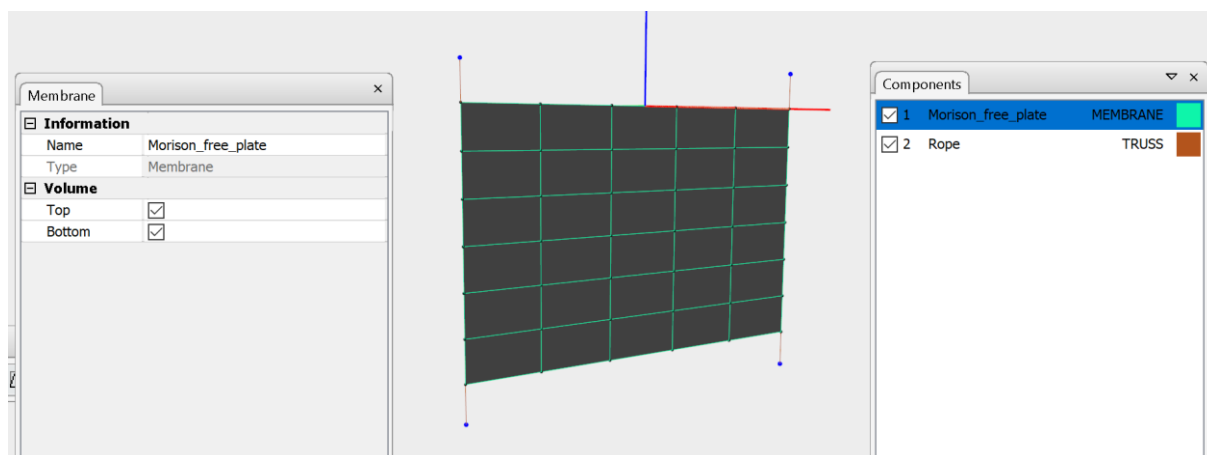 Membrane
Information
Name Morison_free_plate
Type Membrane
Volume
Top
Bottom
Components
1 Morison_free_plate MEMBRANE
2 Rope TRUSS